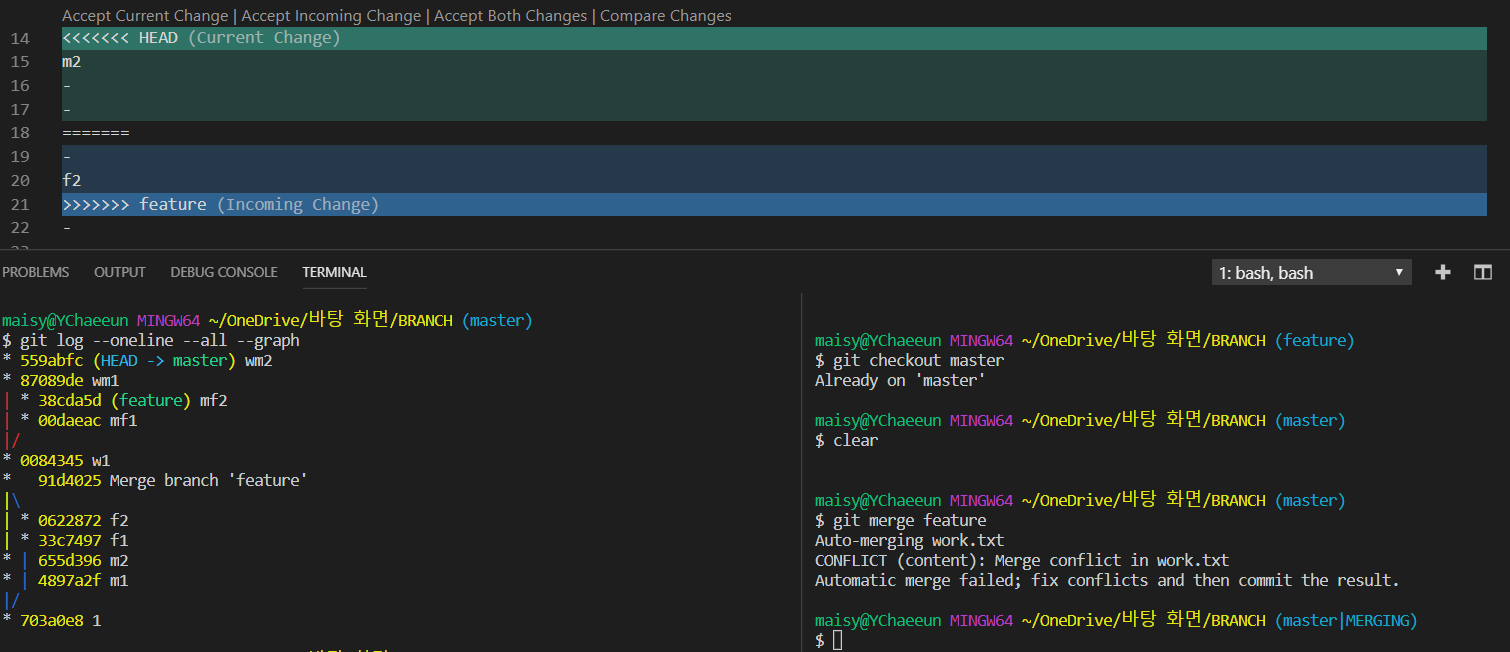 Accept Current Change | Accept Incoming Change | Accept Both Changes | Compare Changes
14 <<<<<<< HEAD (Current Change)
15 m2
16 -
17 -
18 =======
19 -
20 f2
21 >>>>>>> feature (Incoming Change)
22 -
PROBLEMS OUTPUT DEBUG CONSOLE TERMINAL 1: bash, bash
maisy@YChaeeun MINGW64 ~/OneDrive/바탕 화면/BRANCH (master)
$ git log --oneline --all --graph
* 559abfc (HEAD -> master) wm2
* 87089de wm1
| * 38cda5d (feature) mf2
| * 00daeac mf1
|/
* 0084345 w1
*   91d4025 Merge branch 'feature'
|\
| * 0622872 f2
| * 33c7497 f1
* | 655d396 m2
* | 4897a2f m1
|/
* 703a0e8 1
maisy@YChaeeun MINGW64 ~/OneDrive/바탕 화면/BRANCH (feature)
$ git checkout master
Already on 'master'
maisy@YChaeeun MINGW64 ~/OneDrive/바탕 화면/BRANCH (master)
$ clear
maisy@YChaeeun MINGW64 ~/OneDrive/바탕 화면/BRANCH (master)
$ git merge feature
Auto-merging work.txt
CONFLICT (content): Merge conflict in work.txt
Automatic merge failed; fix conflicts and then commit the result.
maisy@YChaeeun MINGW64 ~/OneDrive/바탕 화면/BRANCH (master|MERGING)
$